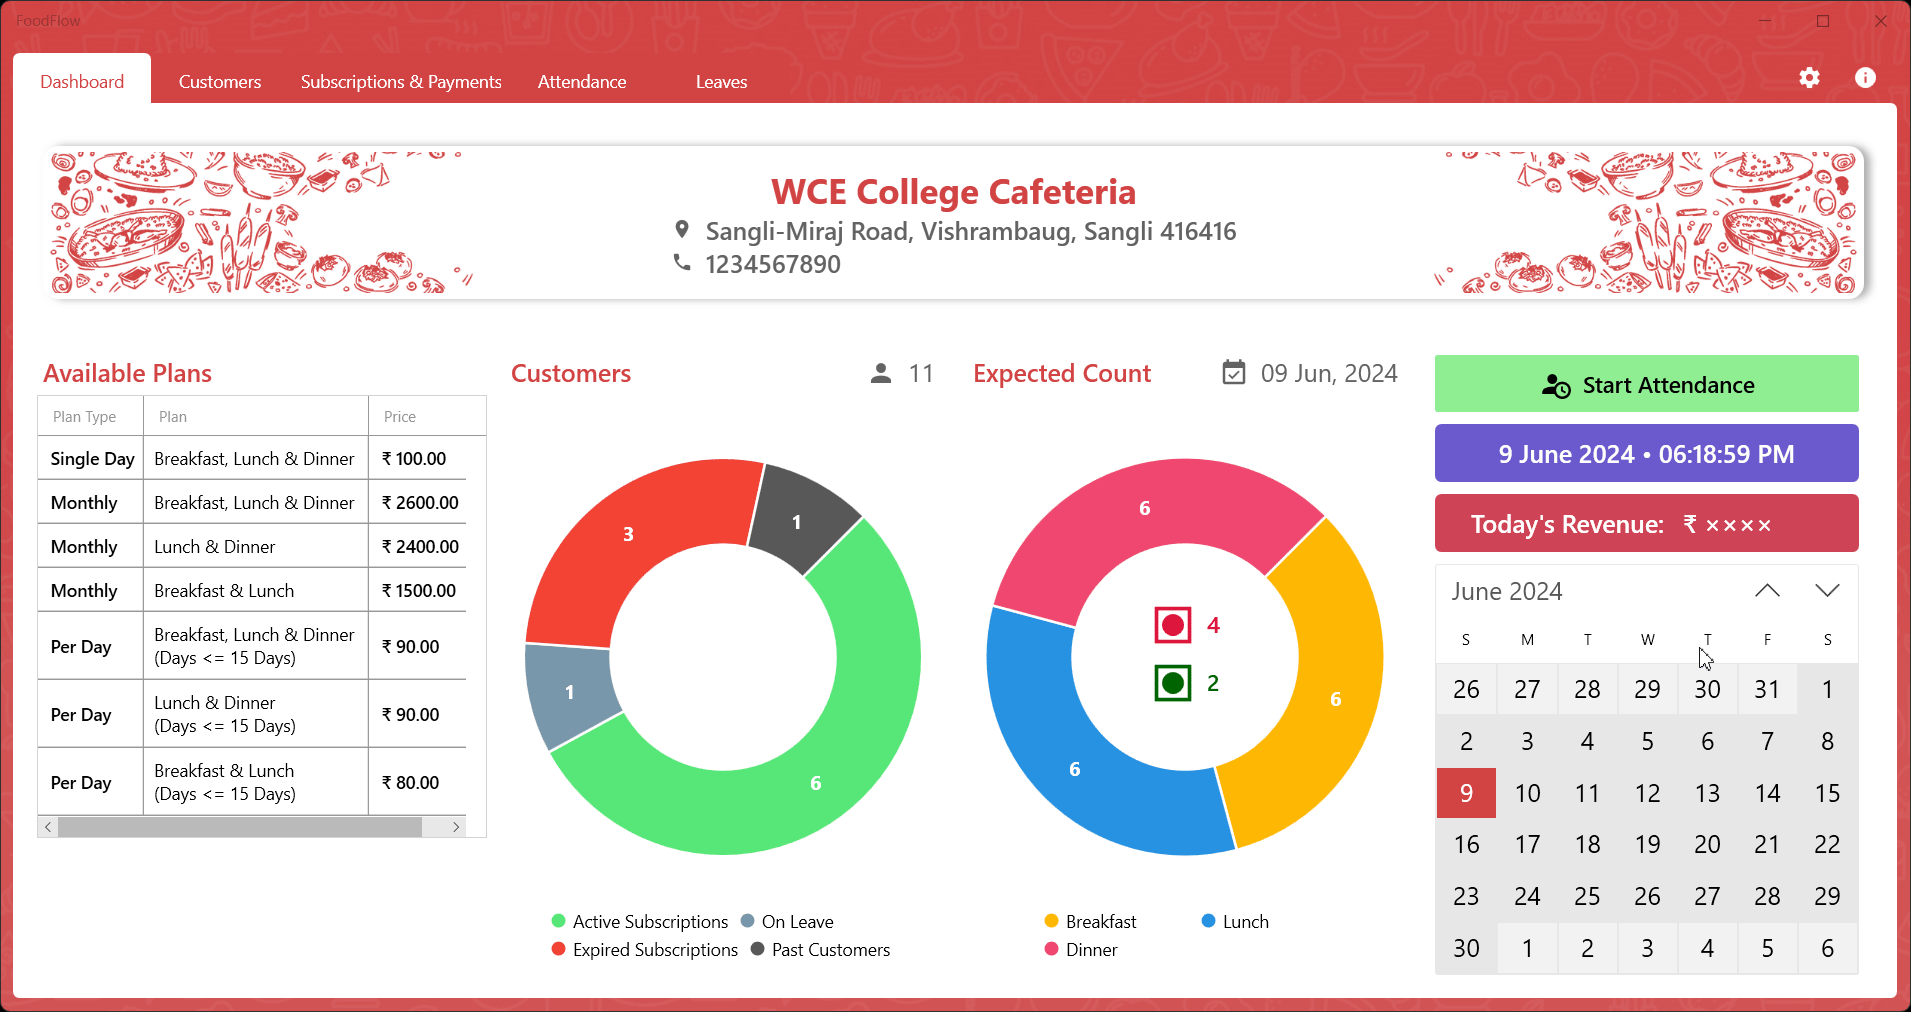 FoodFlow
Dashboard Customers Subscriptions & Payments Attendance Leaves
WCE College Cafeteria
Sangli-Miraj Road, Vishrambaug, Sangli 416416
1234567890
Available Plans
Plan Type Plan Price
Single Day Breakfast, Lunch & Dinner ₹ 100.00
Monthly Breakfast, Lunch & Dinner ₹ 2600.00
Monthly Lunch & Dinner ₹ 2400.00
Monthly Breakfast & Lunch ₹ 1500.00
Per Day Breakfast, Lunch & Dinner
(Days <= 15 Days) ₹ 90.00
Per Day Lunch & Dinner
(Days <= 15 Days) ₹ 90.00
Per Day Breakfast & Lunch
(Days <= 15 Days) ₹ 80.00
Customers 11
3
1
1
6
Active Subscriptions On Leave
Expired Subscriptions Past Customers
Expected Count 09 Jun, 2024
6
4
2
6
6
Breakfast Lunch
Dinner
Start Attendance
9 June 2024 • 06:18:59 PM
Today's Revenue: ₹ ××××
June 2024
S M T W T F S
26 27 28 29 30 31 1
2 3 4 5 6 7 8
9 10 11 12 13 14 15
16 17 18 19 20 21 22
23 24 25 26 27 28 29
30 1 2 3 4 5 6